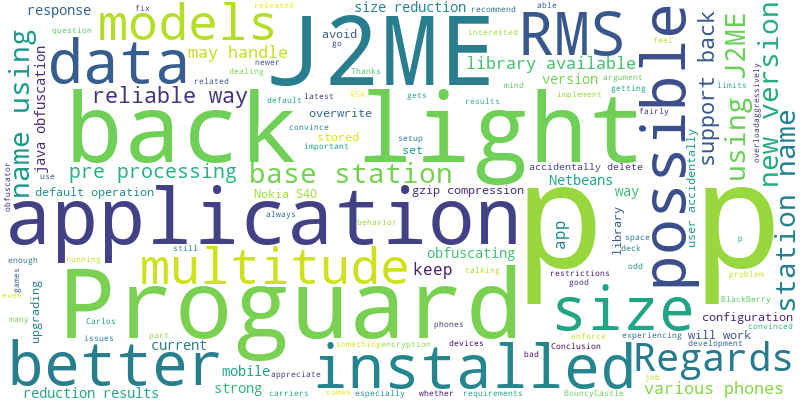 response
models
question
fix
size reduction
released
recommend
able
interested
go
avoid
may handle
J2ME
RMS
Thanks
newer
feel
data
related
dealing
library available
version
argument
mind
getting
implement
default
latest
RSA
gets
results
limits
reliable way
convince
important
overwrite
stored
setup
set
fairly
name using
java obfuscation
back light
possible
support back
using J2ME
new version
overloadaggressively
pre processing
base station
accidentally delete
Netbeans
way
user accidentally
obfuscator
use
default operation
Nokia S40
gzip compression
application
p p
app
library
space
deck
odd
p
station name
always
behavior
still
enough
games
even
many
running
upgrading
Carlos
issues
Proguard
multitude
keep
obfuscating
talking
restrictions
good
BlackBerry
problem
convinced
experiencing
will work
configuration
development
size
phones
enforce
devices
part
current
something
encryption
Conclusion
bad
better
mobile
strong
comes
appreciate
installed
Regards
job
reduction results
carriers
especially
whether
requirements
BouncyCastle
various phones